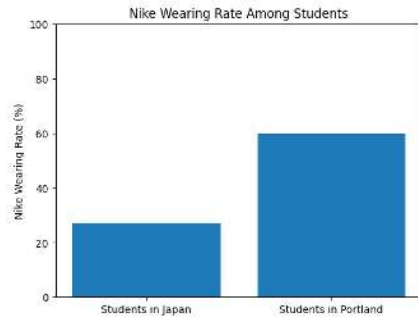 Nike Wearing Rate Among Students
100
80
60
40
20
0
Nike Wearing Rate (%)
Students in Japan
Students in Portland